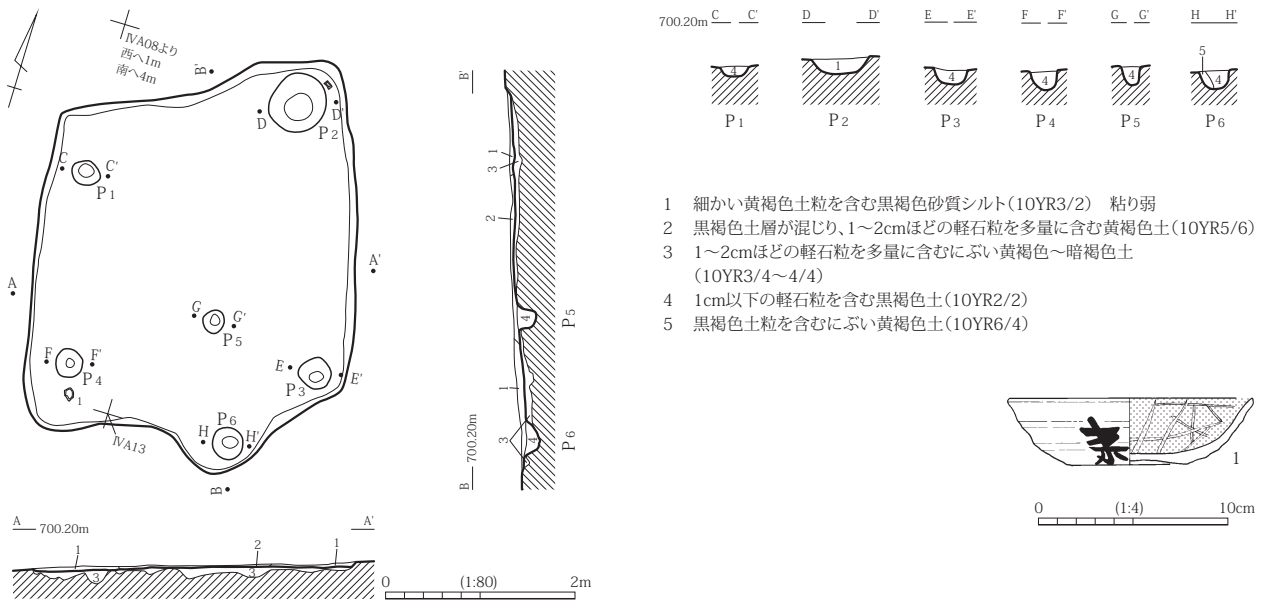 ⅣA08より
西へ1m
南へ4m
B'
D
D'
P2
C
C'
P1
A
A'
G
G'
P5
F
F'
P4
1
E
E'
P3
P6
H
H'
ⅣA13
B
B'
1
3
2
4
P5
1
3
4
P6
B 700.20m
A 700.20m A'
1 2 1
3 3
0 (1:80) 2m
700.20m C C' D D' E E' F F' G G' H H'
5
4 1 4 4 4 4
P1 P2 P3 P4 P5 P6
1 細かい黄褐色土粒を含む黒褐色砂質シルト(10YR3/2) 粘り弱
2 黒褐色土層が混じり、1〜2cmほどの軽石粒を多量に含む黄褐色土(10YR5/6)
3 1〜2cmほどの軽石粒を多量に含むにぶい黄褐色〜暗褐色土
(10YR3/4〜4/4)
4 1cm以下の軽石粒を含む黒褐色土(10YR2/2)
5 黒褐色土粒を含むにぶい黄褐色土(10YR6/4)
1
0 (1:4) 10cm